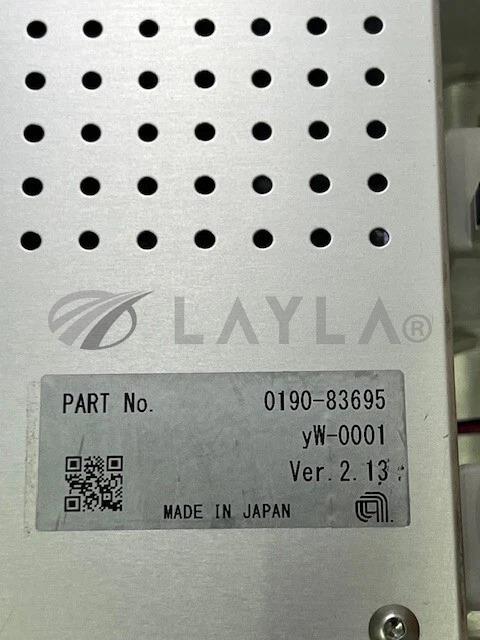 LAYLA®
PART No. 0190-83695
yW-0001
Ver. 2. 13
MADE IN JAPAN